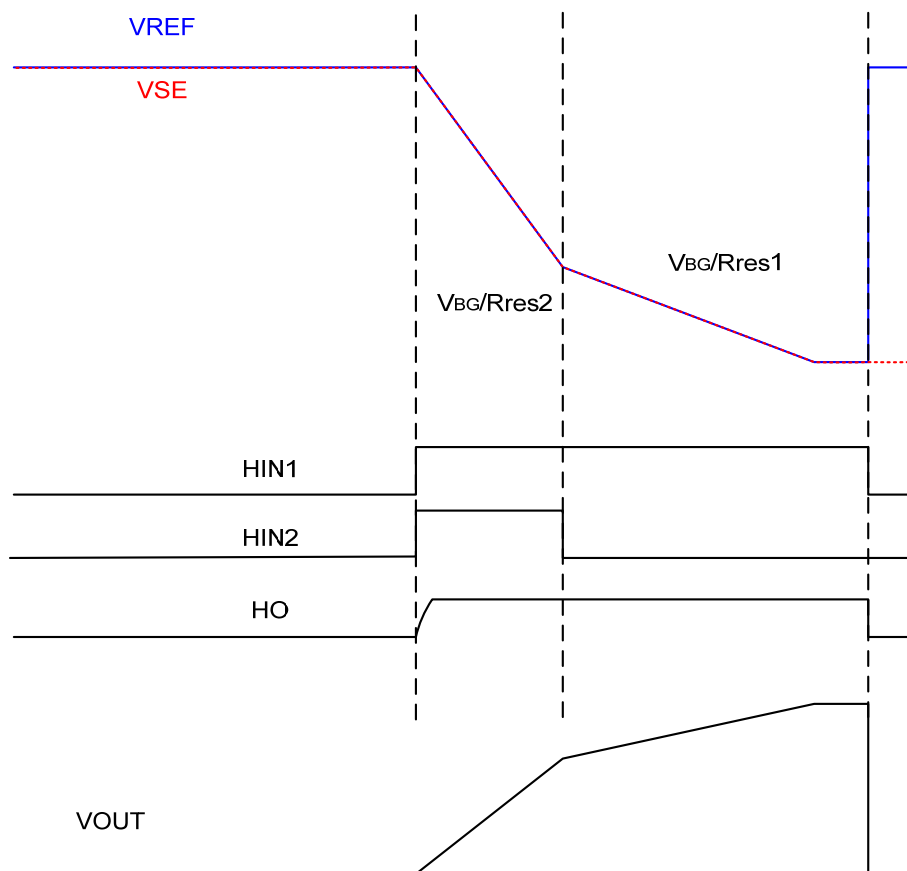 VREF
VSE
VBG/Rres1
VBG/Rres2
HIN1
HIN2
HO
VOUT